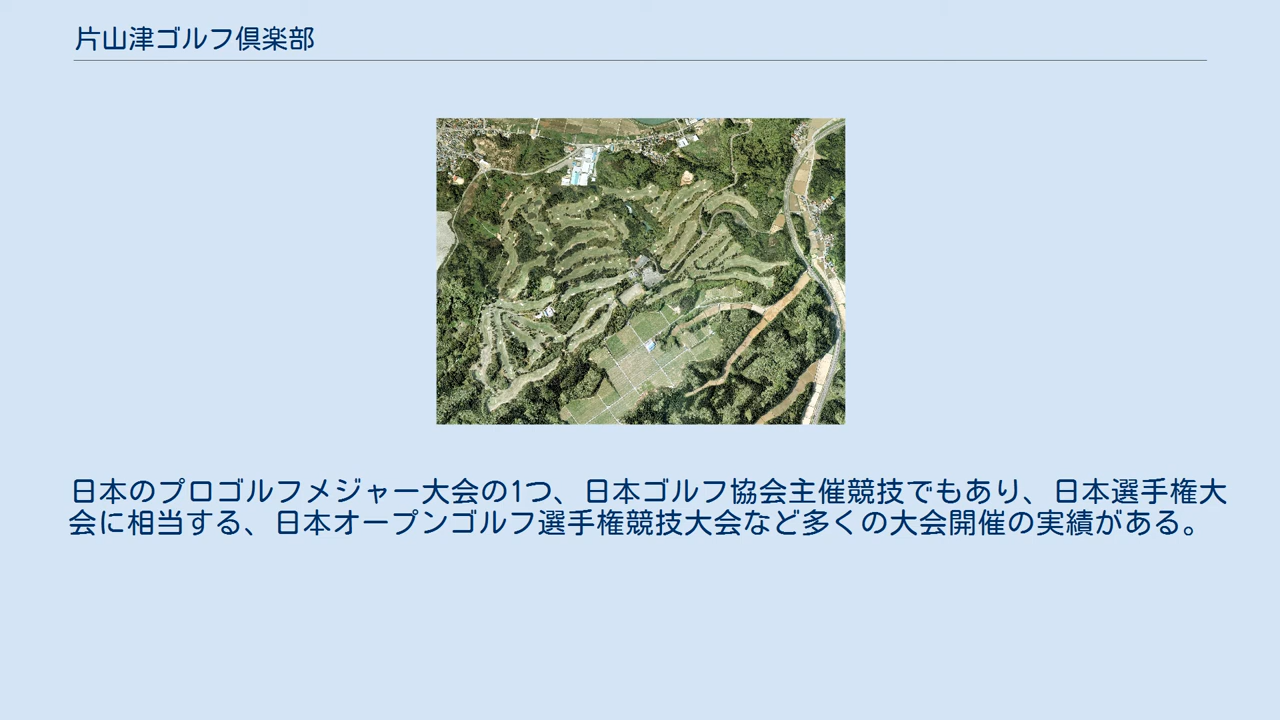 片山津ゴルフ倶楽部
日本のプロゴルフメジャー大会の1つ、日本ゴルフ協会主催競技でもあり、日本選手権大
会に相当する、日本オープンゴルフ選手権競技大会など多くの大会開催の実績がある。